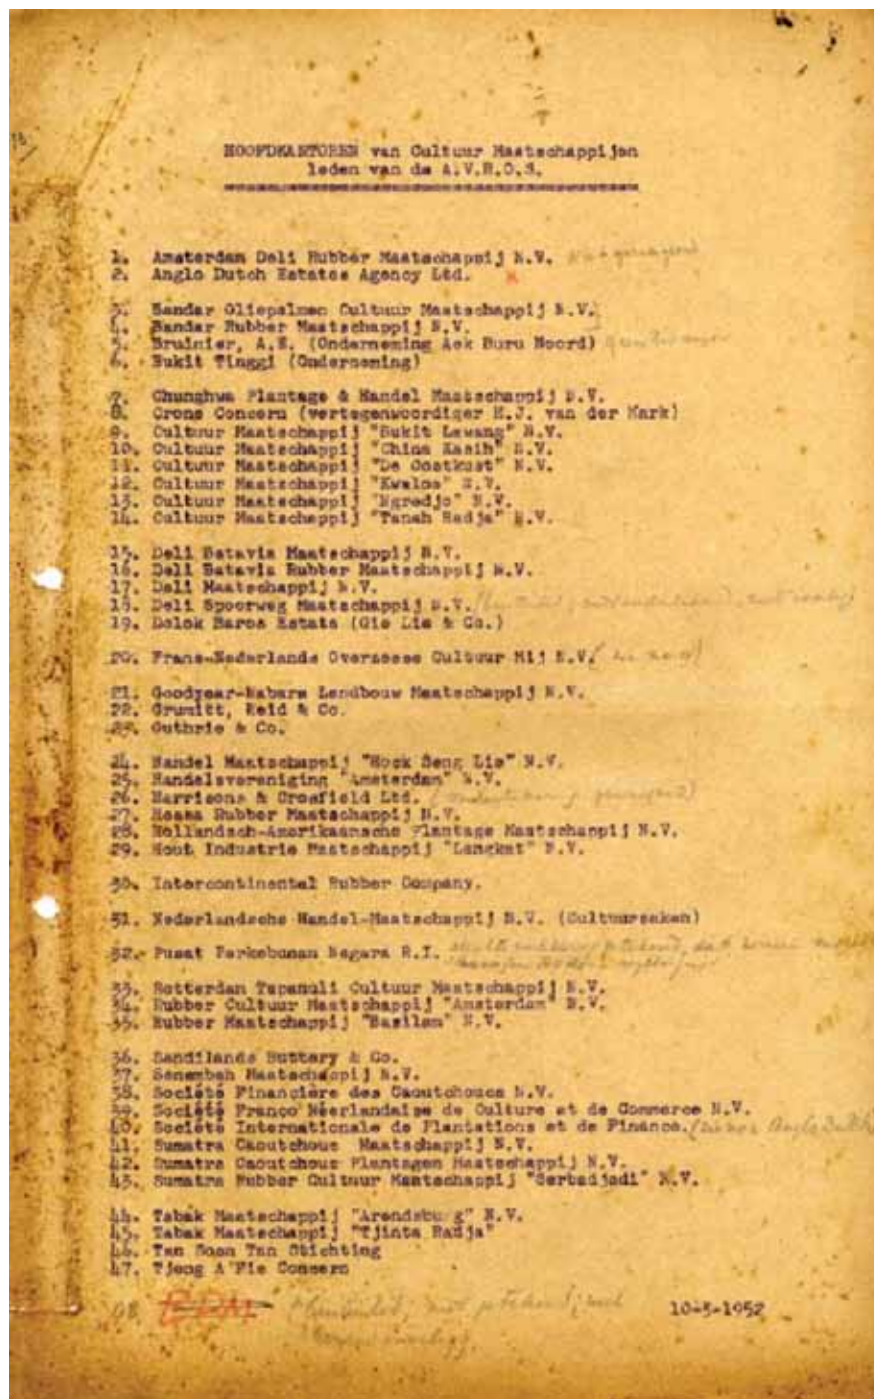 HOOFDKANTOREN van Cultuur Maatschappijen
leden van de A.V.R.O.S.
1. Amsterdam Deli Rubber Maatschappij N.V.
2. Anglo Dutch Estates Agency Ltd.
3. Bandar Oliepalmen Cultuur Maatschappij N.V.
4. Bandar Rubber Maatschappij N.V.
5. Bruinier, A.E. (Onderneming Aek Buru Noord)
6. Bukit Tinggi (Onderneming)
7. Chunghwa Plantage & Handel Maatschappij N.V.
8. Crone Concern (vertegenwoordiger H.J. van der Mark)
9. Cultuur Maatschappij "Bukit Lawang" N.V.
10. Cultuur Maatschappij "China Kasih" N.V.
11. Cultuur Maatschappij "De Oostkust" N.V.
12. Cultuur Maatschappij "Kwaloe" N.V.
13. Cultuur Maatschappij "Ngredjo" N.V.
14. Cultuur Maatschappij "Tanah Radja" N.V.
15. Deli Batavia Maatschappij N.V.
16. Deli Batavia Rubber Maatschappij N.V.
17. Deli Maatschappij N.V.
18. Deli Spoorweg Maatschappij N.V.
19. Dolok Baros Estate (Gie Lie & Co.)
20. Frans-Nederlands Overzeese Cultuur Mij N.V.
21. Goodyear-Kabara Landbouw Maatschappij N.V.
22. Grumitt, Reid & Co.
23. Guthrie & Co.
24. Handel Maatschappij "Hock Seng Lie" N.V.
25. Handelsvereniging "Amsterdam" N.V.
26. Harrisons & Crosfield Ltd.
27. Hessa Rubber Maatschappij N.V.
28. Hollandsch-Amerikaansche Plantage Maatschappij N.V.
29. Hout Industrie Maatschappij "Langkat" N.V.
30. Intercontinental Rubber Company.
31. Nederlandsche Handel-Maatschappij N.V. (Cultuurzaken)
32. Pusat Perkebunan Negara R.I.
33. Rotterdam Tapanuli Cultuur Maatschappij N.V.
34. Rubber Cultuur Maatschappij "Amsterdam" N.V.
35. Rubber Maatschappij "Basilam" N.V.
36. Sandilands Buttery & Co.
37. Senembah Maatschappij N.V.
38. Société Financière des Caoutchoucs N.V.
39. Société Franco Néerlandaise de Culture et de Commerce N.V.
40. Société Internationale de Plantations et de Finance.
41. Sumatra Caoutchouc Maatschappij N.V.
42. Sumatra Caoutchouc Plantagen Maatschappij N.V.
43. Sumatra Rubber Cultuur Maatschappij "Serbadjadi" N.V.
44. Tabak Maatschappij "Arendsburg" N.V.
45. Tabak Maatschappij "Tjinta Radja"
46. Tan Soon Tan Stichting
47. Tjong A Fie Concern
BPM
10-5-1952